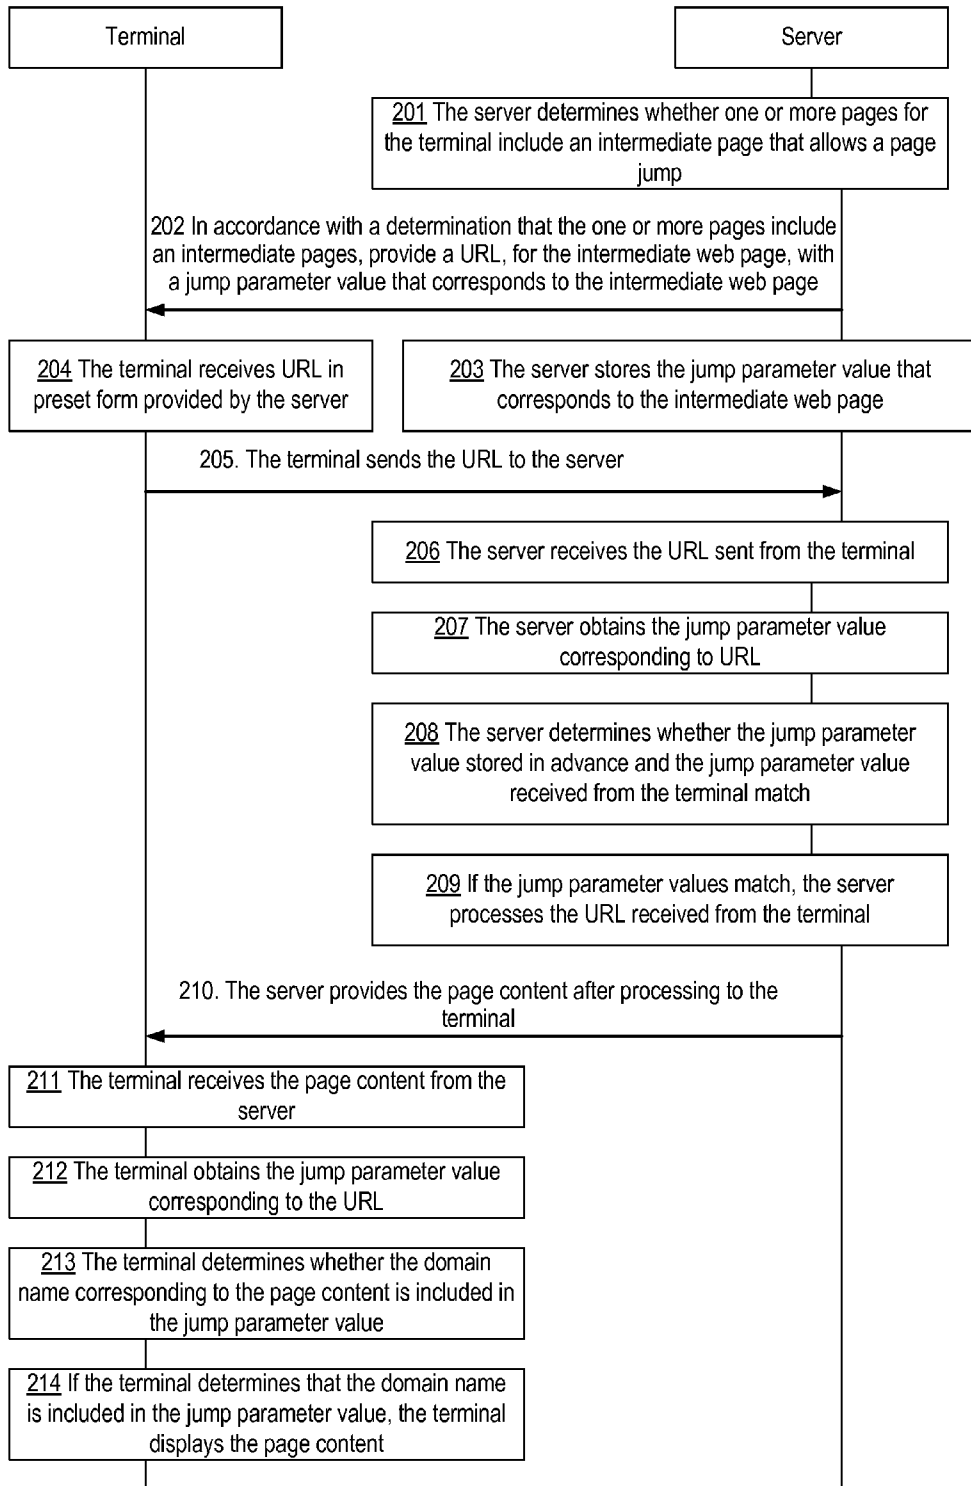 Terminal
Server
201 The server determines whether one or more pages for
the terminal include an intermediate page that allows a page
jump
202 In accordance with a determination that the one or more pages include
an intermediate pages, provide a URL, for the intermediate web page, with
a jump parameter value that corresponds to the intermediate web page
204 The terminal receives URL in
preset form provided by the server
203 The server stores the jump parameter value that
corresponds to the intermediate web page
205. The terminal sends the URL to the server
206 The server receives the URL sent from the terminal
207 The server obtains the jump parameter value
corresponding to URL
208 The server determines whether the jump parameter
value stored in advance and the jump parameter value
received from the terminal match
209 If the jump parameter values match, the server
processes the URL received from the terminal
210. The server provides the page content after processing to the
terminal
211 The terminal receives the page content from the
server
212 The terminal obtains the jump parameter value
corresponding to the URL
213 The terminal determines whether the domain
name corresponding to the page content is included in
the jump parameter value
214 If the terminal determines that the domain name
is included in the jump parameter value, the terminal
displays the page content